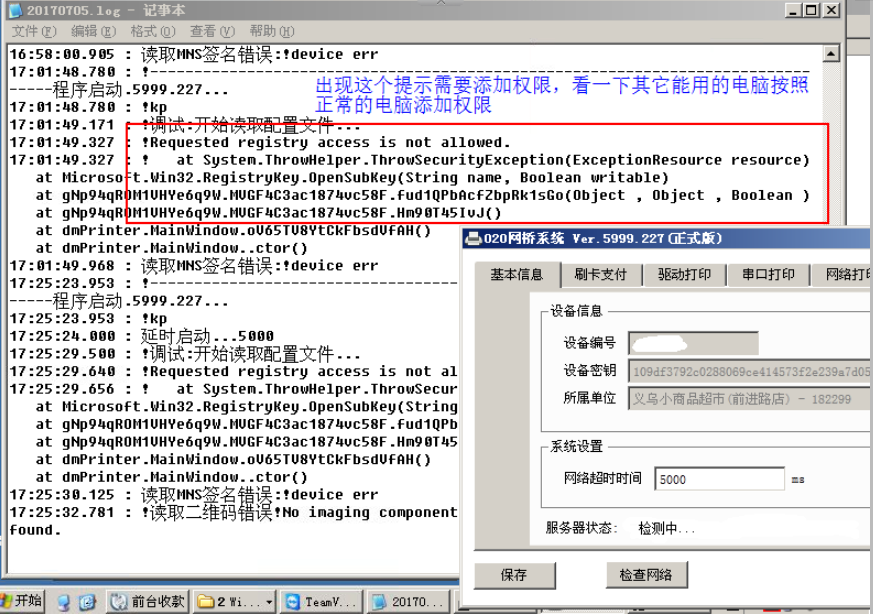 20170705.log - 记事本
文件(F) 编辑(E) 格式(O) 查看(V) 帮助(H)
16:58:00.905 : 读取MNS签名错误:!device err
17:01:48.780 : !-------------------------------------------------------------
-----程序启动.5999.227...
出现这个提示需要添加权限，看一下其它能用的电脑按照
正常的电脑添加权限
17:01:48.780 : !kp
17:01:49.171 : !调试:开始读取配置文件...
17:01:49.327 : !Requested registry access is not allowed.
17:01:49.327 : !   at System.ThrowHelper.ThrowSecurityException(ExceptionResource resource)
at Microsoft.Win32.RegistryKey.OpenSubKey(String name, Boolean writable)
at gNp94qROM1VHYe6q9W.MVGF4C3ac1874vc58F.fud1QPbAcfZbpRk1sGo(Object , Object , Boolean )
at gNp94qROM1VHYe6q9W.MVGF4C3ac1874vc58F.Hm90T45IvJ()
at dmPrinter.MainWindow.oV65TV8YtCkFbsdVfAH()
at dmPrinter.MainWindow..ctor()
17:01:49.968 : 读取MNS签名错误:!device err
17:25:23.953 : !------------------------------------
-----程序启动.5999.227...
17:25:23.953 : !kp
17:25:24.000 : 延时启动...5000
17:25:29.500 : !调试:开始读取配置文件...
17:25:29.640 : !Requested registry access is not al
17:25:29.656 : !   at System.ThrowHelper.ThrowSecur
at Microsoft.Win32.RegistryKey.OpenSubKey(String
at gNp94qROM1VHYe6q9W.MVGF4C3ac1874vc58F.fud1QPb
at gNp94qROM1VHYe6q9W.MVGF4C3ac1874vc58F.Hm90T45
at dmPrinter.MainWindow.oV65TV8YtCkFbsdVfAH()
at dmPrinter.MainWindow..ctor()
17:25:30.125 : 读取MNS签名错误:!device err
17:25:32.781 : !读取二维码错误!No imaging component
found.
O2O网桥系统 Ver.5999.227(正式版)
基本信息 刷卡支付 驱动打印 串口打印 网络打印
设备信息
设备编号
设备密钥 109df3792c0288069ce414573f2e239a7d05
所属单位 义乌小商品超市(前进路店) - 182299
系统设置
网络超时时间 5000 ms
服务器状态: 检测中...
保存 检查网络
开始 前台收款 2 Wi... TeamV... 20170...